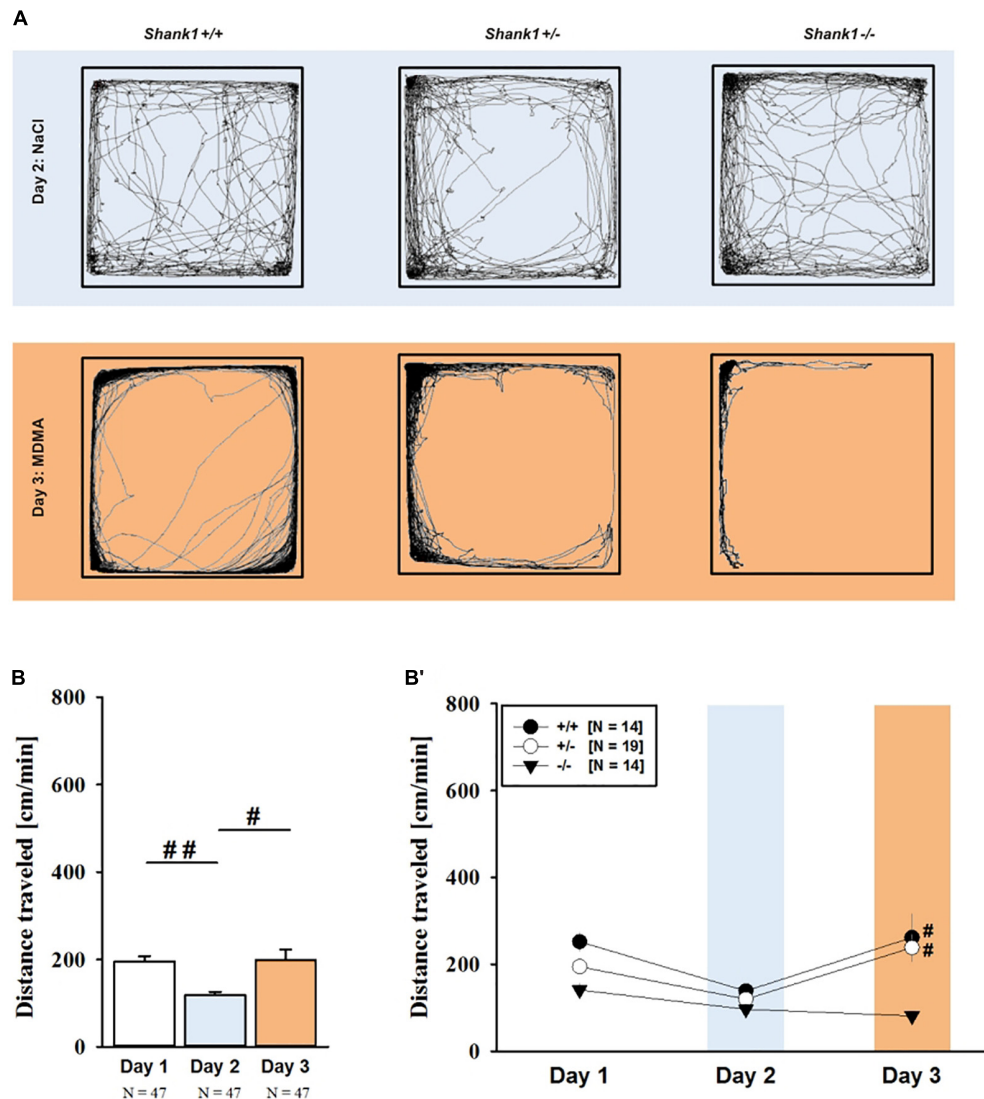 A
Shank1+/+ Shank1+/- Shank1-/-
Day 2: NaCl
Day 3: MDMA
B
Distance traveled [cm/min]
800
600
400
200
0
# #
#
Day 1 Day 2 Day 3
N = 47 N = 47 N = 47
B'
Distance traveled [cm/min]
800
600
400
200
0
+/+ [N = 14]
+/- [N = 19]
-/- [N = 14]
#
#
Day 1 Day 2 Day 3